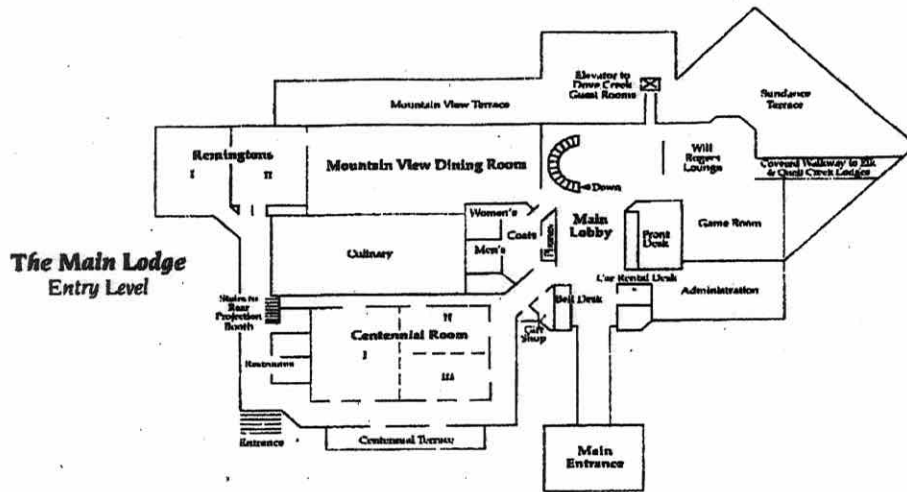 Elevator to
Dove Creek
Guest Rooms
Mountain View Terrace
Sundance
Terrace
Remingtons
I
II
Mountain View Dining Room
Will
Rogers
Lounge
Covered Walkway to Elk
& Quail Creek Lodges
Down
Women's
Coats
Phones
Main
Lobby
Front
Desk
Game Room
Culinary
Men's
The Main Lodge
Entry Level
Car Rental Desk
Administration
Stairs to
Rear
Projection
Booth
Bell Desk
Gift
Shop
Centennial Room
I
II
III
Restrooms
Entrance
Centennial Terrace
Main
Entrance